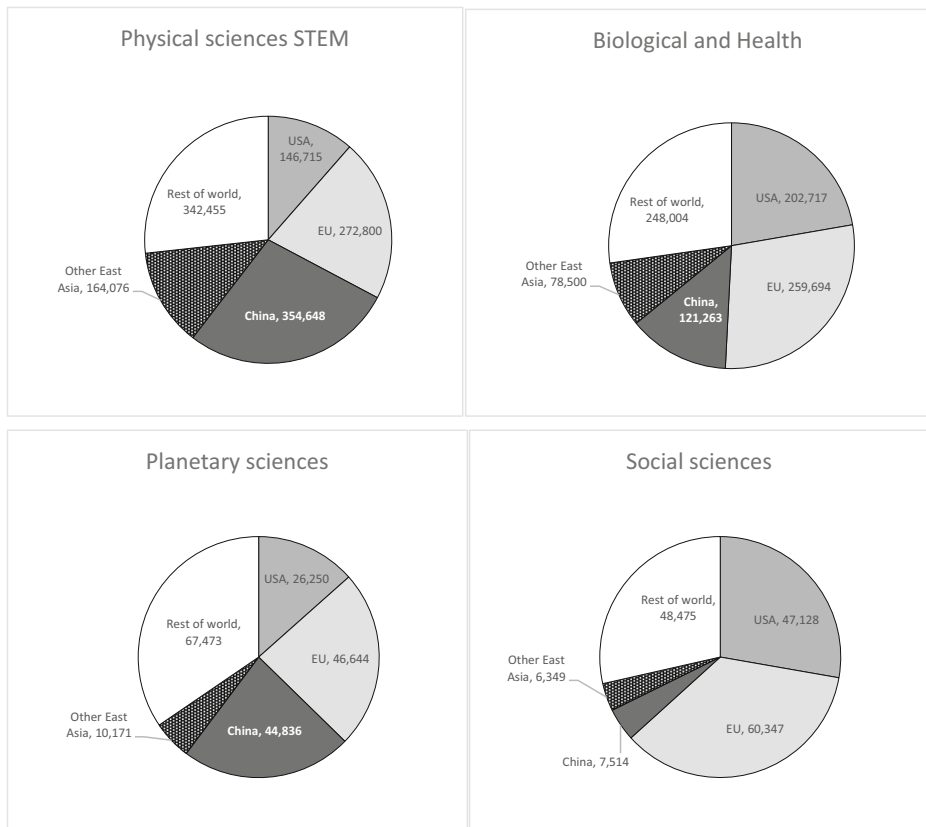 Physical sciences STEM
USA,
146,715
EU, 272,800
China, 354,648
Other East
Asia, 164,076
Rest of world,
342,455
Biological and Health
USA, 202,717
EU, 259,694
China,
121,263
Other East
Asia, 78,500
Rest of world,
248,004
Planetary sciences
USA, 26,250
EU, 46,644
China, 44,836
Other East
Asia, 10,171
Rest of world,
67,473
Social sciences
USA, 47,128
EU, 60,347
China, 7,514
Other East
Asia, 6,349
Rest of world,
48,475